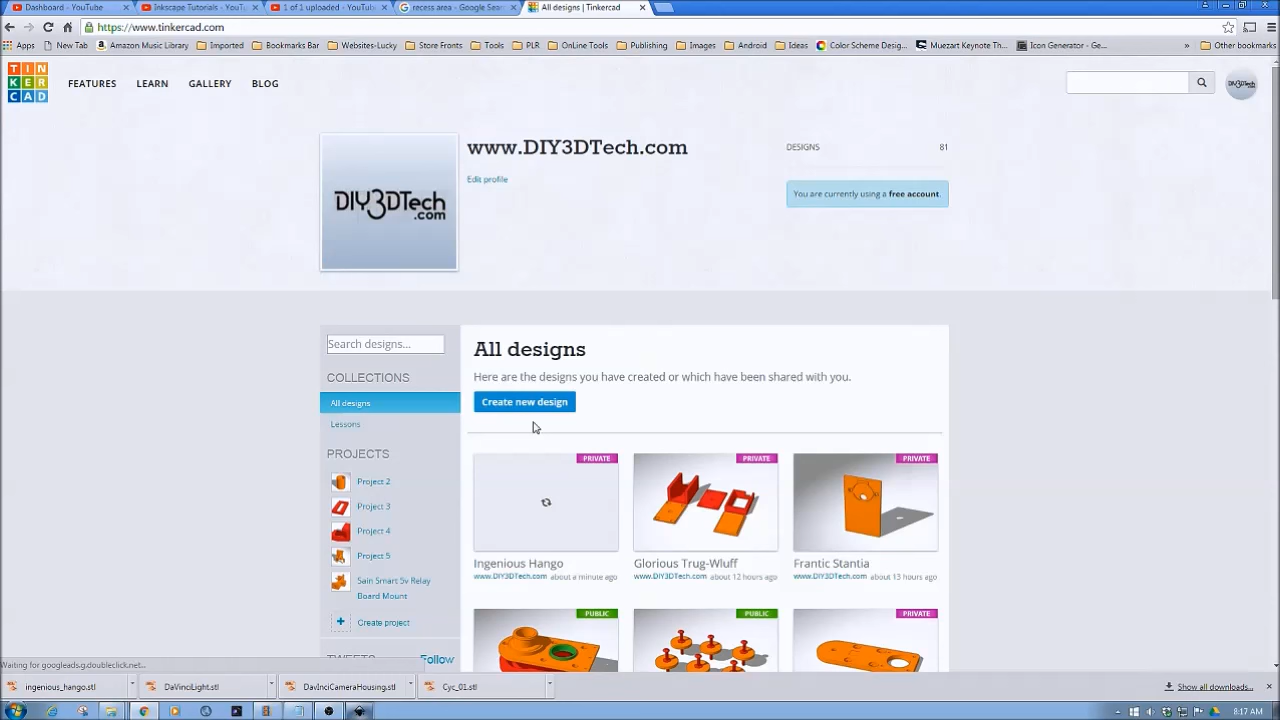 Dashboard - YouTube
Inkscape Tutorials - YouT
1 of 1 uploaded - YouTub
recess area - Google Sear
All designs | Tinkercad
https://www.tinkercad.com
Apps
New Tab
Amazon Music Library
Imported
Bookmarks Bar
Websites-Lucky
Store Fronts
Tools
PLR
OnLine Tools
Publishing
Images
Android
Ideas
Color Scheme Desig...
Muezart Keynote Th...
Icon Generator - Ge...
»
Other bookmarks
TIN
KER
CAD
FEATURES
LEARN
GALLERY
BLOG
DIY3DTech
www.DIY3DTech.com
Edit profile
DIY3DTech
.com
DESIGNS 81
You are currently using a free account.
Search designs...
COLLECTIONS
All designs
Lessons
PROJECTS
Project 2
Project 3
Project 4
Project 5
Sain Smart 5v Relay
Board Mount
Create project
TWEETS
Follow
All designs
Here are the designs you have created or which have been shared with you.
Create new design
PRIVATE
PRIVATE
PRIVATE
Ingenious Hango
www.DIY3DTech.com about a minute ago
Glorious Trug-Wluff
www.DIY3DTech.com about 12 hours ago
Frantic Stantia
www.DIY3DTech.com about 13 hours ago
PUBLIC
PUBLIC
PRIVATE
Waiting for googleads.g.doubleclick.net...
ingenious_hango.stl
DaVinciLight.stl
DavInciCameraHousing.stl
Cyc_01.stl
Show all downloads...
8:17 AM